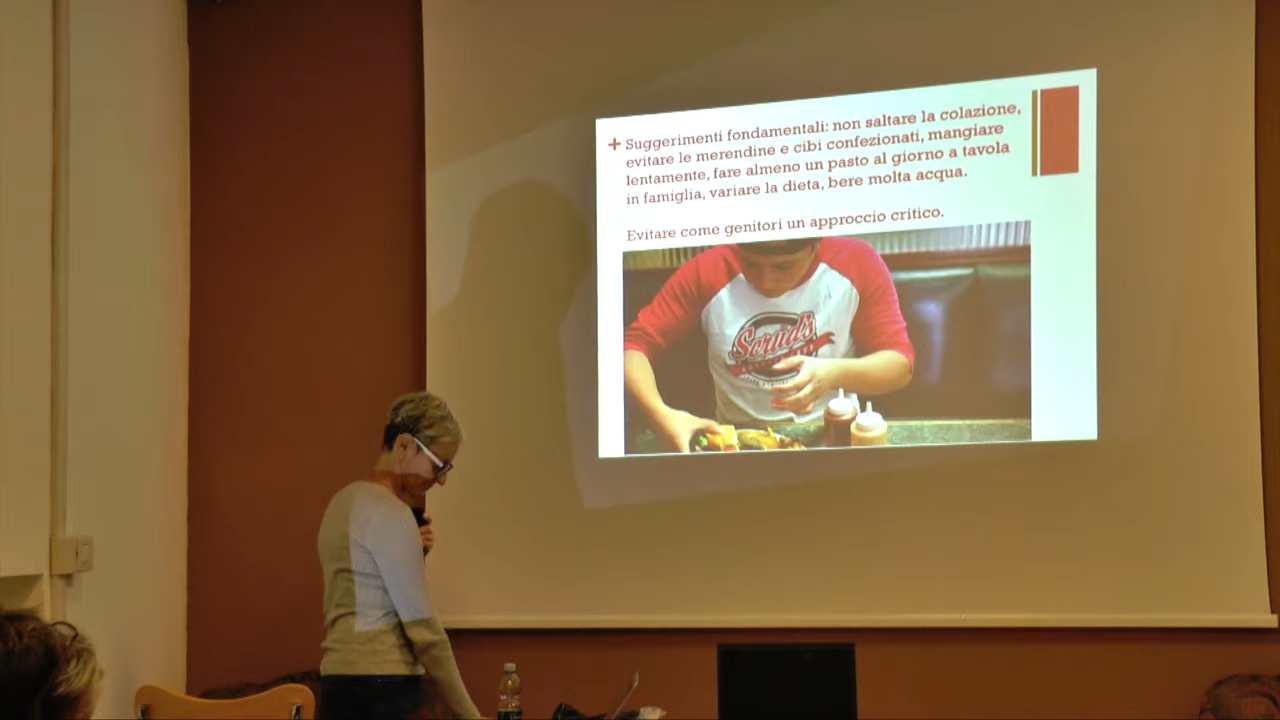 + Suggerimenti fondamentali: non saltare la colazione,
evitare le merendine e cibi confezionati, mangiare
lentamente, fare almeno un pasto al giorno a tavola
in famiglia, variare la dieta, bere molta acqua.
Evitare come genitori un approccio critico.
Scrud's